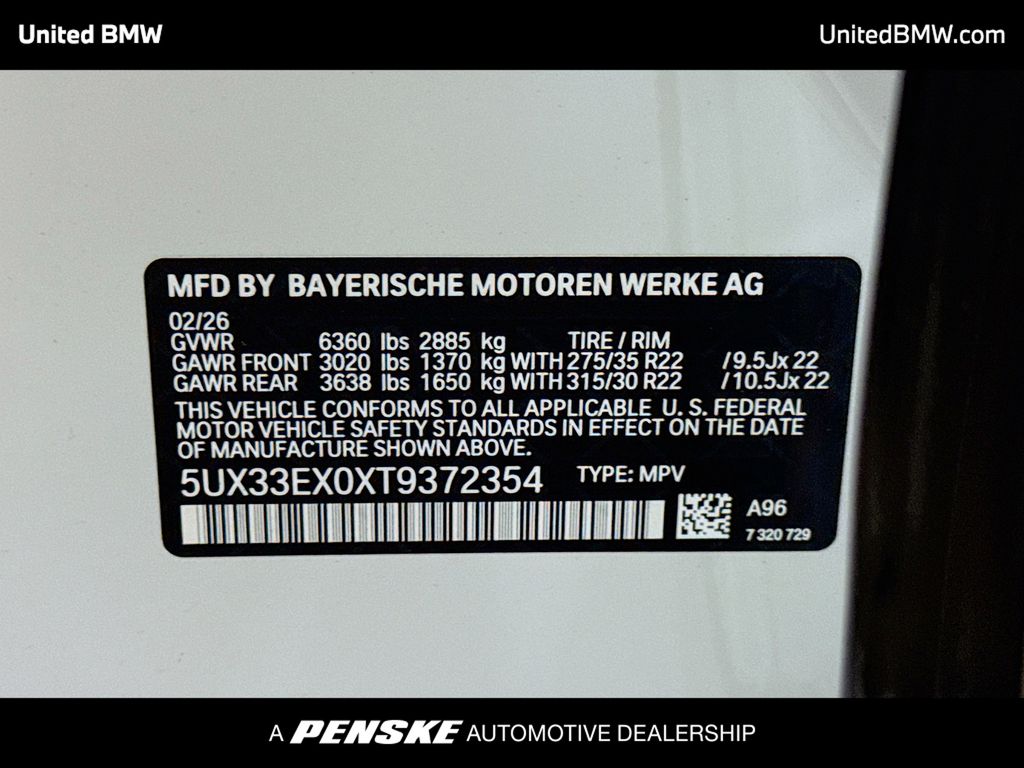 United BMW
UnitedBMW.com
MFD BY BAYERISCHE MOTOREN WERKE AG
02/26
GVWR 6360 lbs 2885 kg TIRE / RIM
GAWR FRONT 3020 lbs 1370 kg WITH 275/35 R22 /9.5Jx 22
GAWR REAR 3638 lbs 1650 kg WITH 315/30 R22 /10.5Jx 22
THIS VEHICLE CONFORMS TO ALL APPLICABLE U. S. FEDERAL
MOTOR VEHICLE SAFETY STANDARDS IN EFFECT ON THE DATE
OF MANUFACTURE SHOWN ABOVE.
5UX33EX0XT9372354 TYPE: MPV
A96
7 320 729
A PENSKE AUTOMOTIVE DEALERSHIP